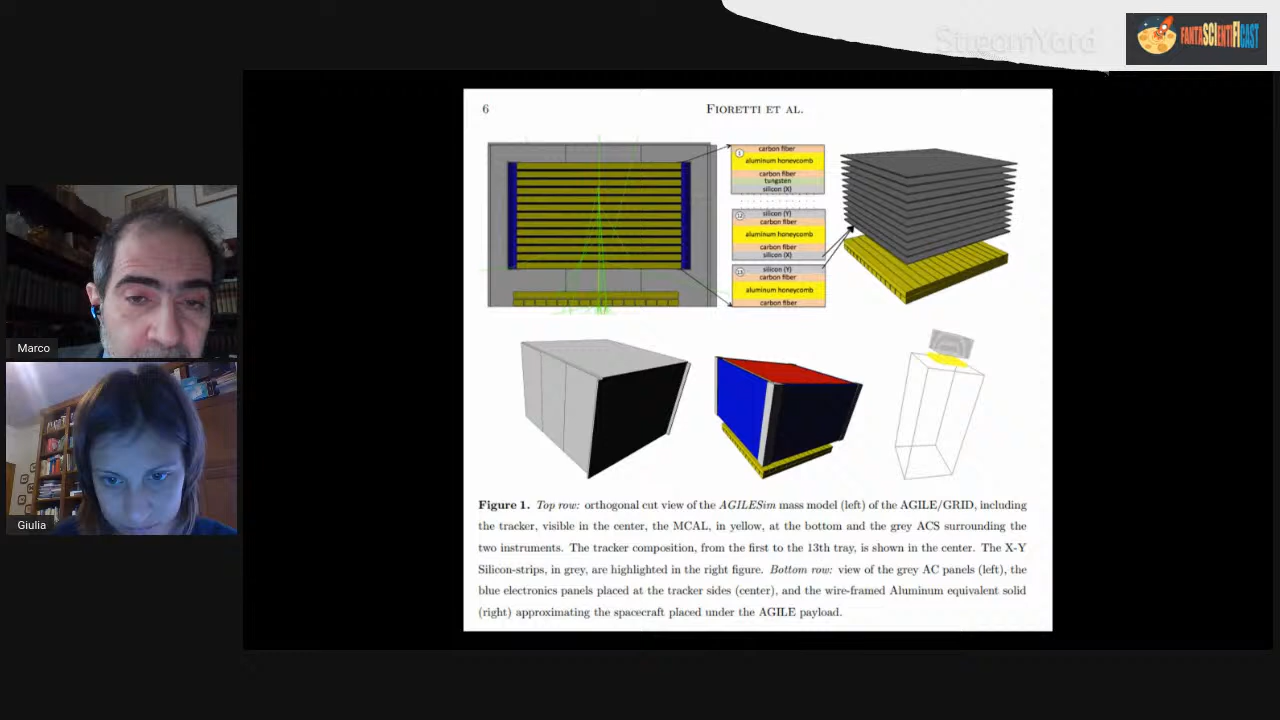 StreamYard
FANTASCIENTIFICAST
6
FIORETTI ET AL.
1
carbon fiber
aluminum honeycomb
carbon fiber
tungsten
silicon (X)
12
silicon (Y)
carbon fiber
aluminum honeycomb
carbon fiber
silicon (X)
13
silicon (Y)
carbon fiber
aluminum honeycomb
carbon fiber
Marco
Giulia
Figure 1. Top row: orthogonal cut view of the AGILESim mass model (left) of the AGILE/GRID, including
the tracker, visible in the center, the MCAL, in yellow, at the bottom and the grey ACS surrounding the
two instruments. The tracker composition, from the first to the 13th tray, is shown in the center. The X-Y
Silicon-strips, in grey, are highlighted in the right figure. Bottom row: view of the grey AC panels (left), the
blue electronics panels placed at the tracker sides (center), and the wire-framed Aluminum equivalent solid
(right) approximating the spacecraft placed under the AGILE payload.